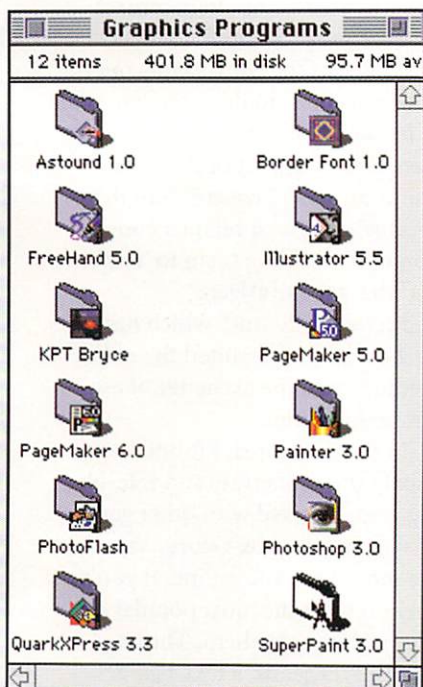 Graphics Programs
12 items 401.8 MB in disk 95.7 MB av
Astound 1.0 Border Font 1.0
FreeHand 5.0 Illustrator 5.5
KPT Bryce PageMaker 5.0
PageMaker 6.0 Painter 3.0
PhotoFlash Photoshop 3.0
QuarkXPress 3.3 SuperPaint 3.0